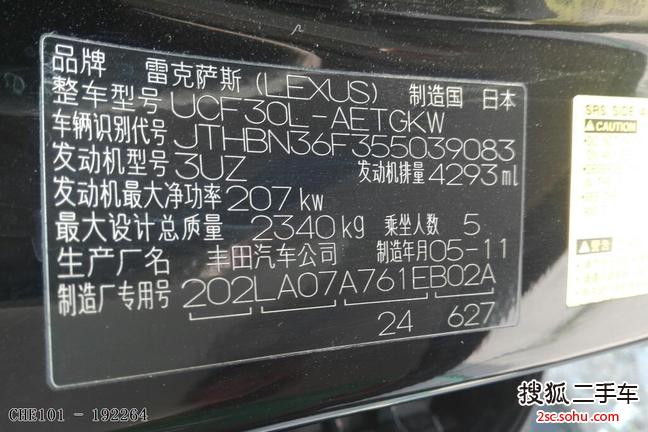 品牌 雷克萨斯(LEXUS) 制造国 日本
整车型号 UCF30L-AETGKW
车辆识别代号 JTHBN36F355039083
发动机型号 3UZ 发动机排量 4293ml
发动机最大净功率 207kw
最大设计总质量 2340kg 乘坐人数 5
生产厂名 丰田汽车公司 制造年月 05-11
制造厂专用号 202LA07A761EB02A
24 627
CAUTION
CHE101 - 192264
搜狐二手车
2sc.sohu.com